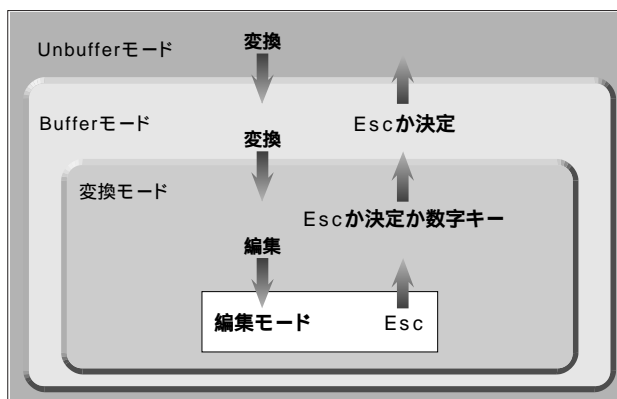 Unbufferモード
変換
Bufferモード
Escか決定
変換
変換モード
Escか決定か数字キー
編集
編集モード
Esc